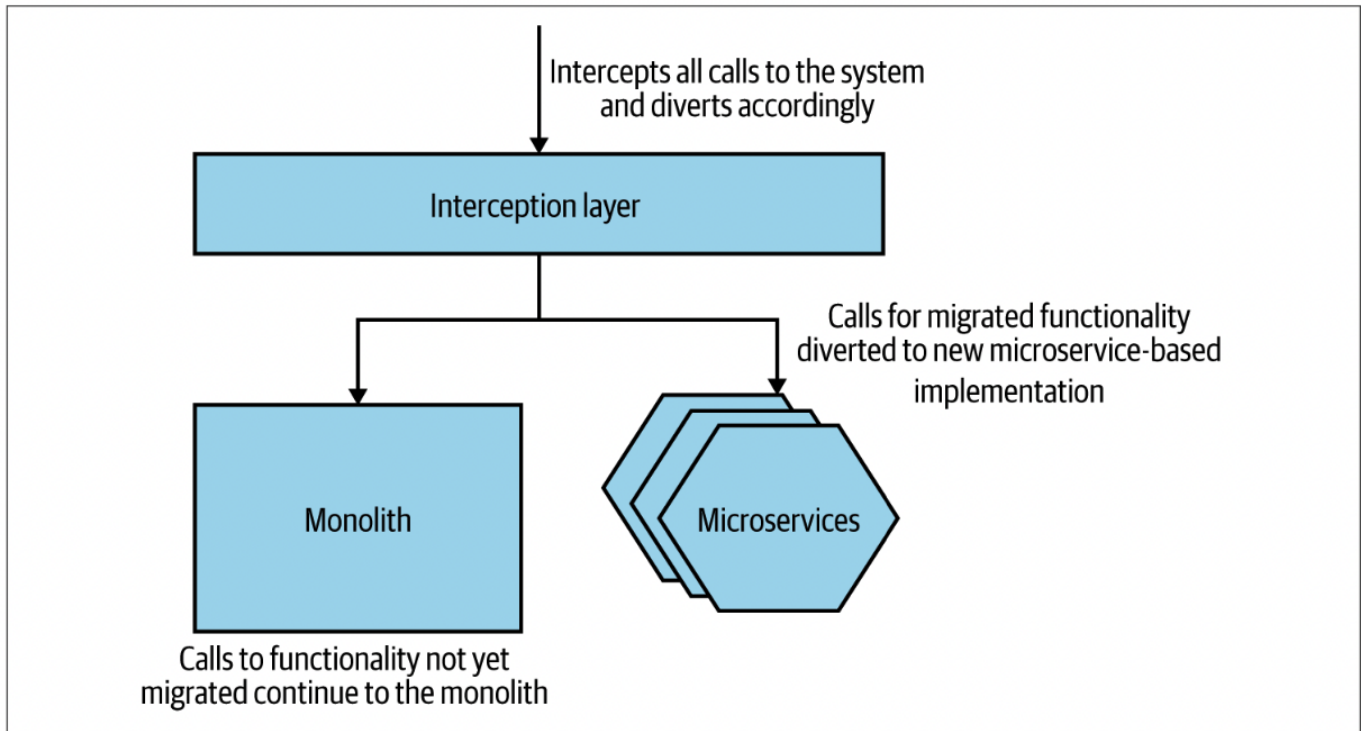 Intercepts all calls to the system
and diverts accordingly
Interception layer
Calls for migrated functionality
diverted to new microservice-based
implementation
Monolith
Microservices
Calls to functionality not yet
migrated continue to the monolith